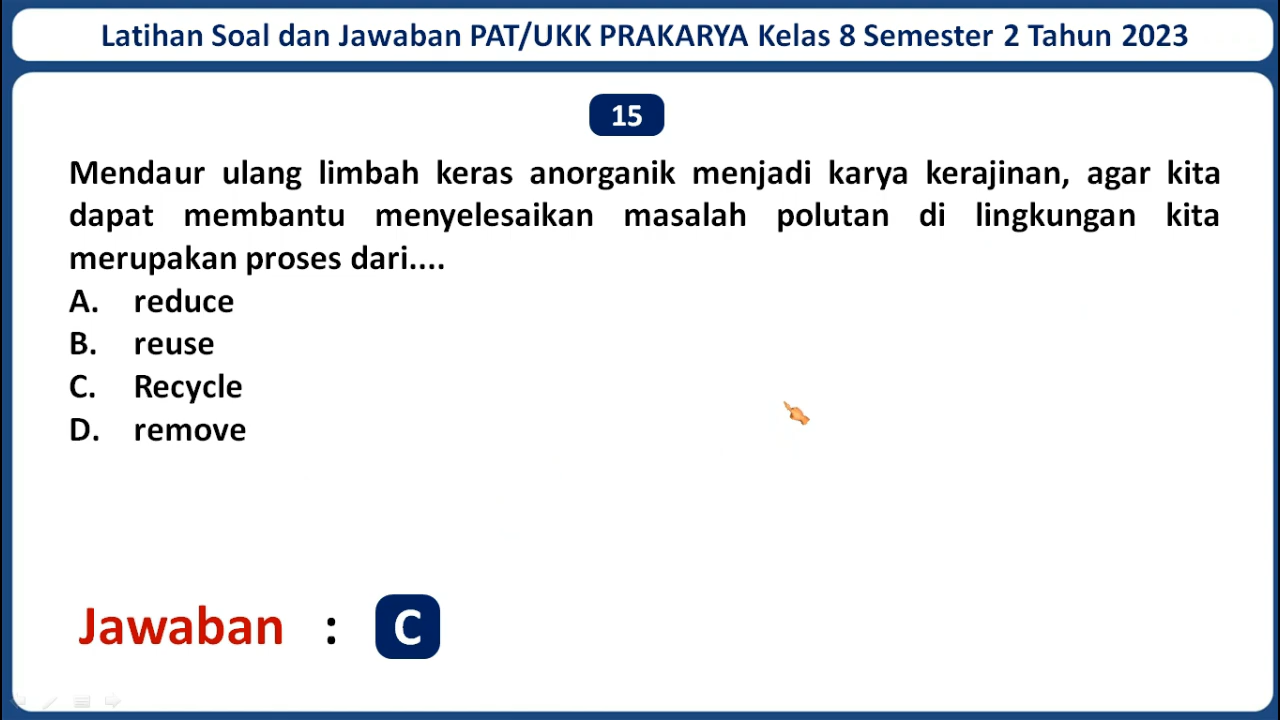 Latihan Soal dan Jawaban PAT/UKK PRAKARYA Kelas 8 Semester 2 Tahun 2023
15
Mendaur ulang limbah keras anorganik menjadi karya kerajinan, agar kita
dapat membantu menyelesaikan masalah polutan di lingkungan kita
merupakan proses dari....
A. reduce
B. reuse
C. Recycle
D. remove
Jawaban : C